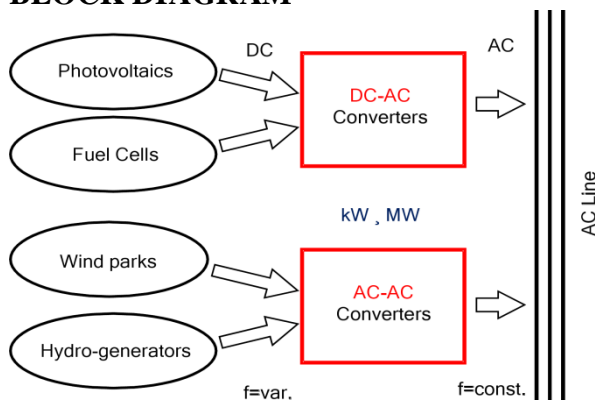 BLOCK DIAGRAM
Photovoltaics
DC
AC
DC-AC
Converters
Fuel Cells
kW , MW
AC Line
Wind parks
AC-AC
Converters
Hydro-generators
f=var.
f=const.